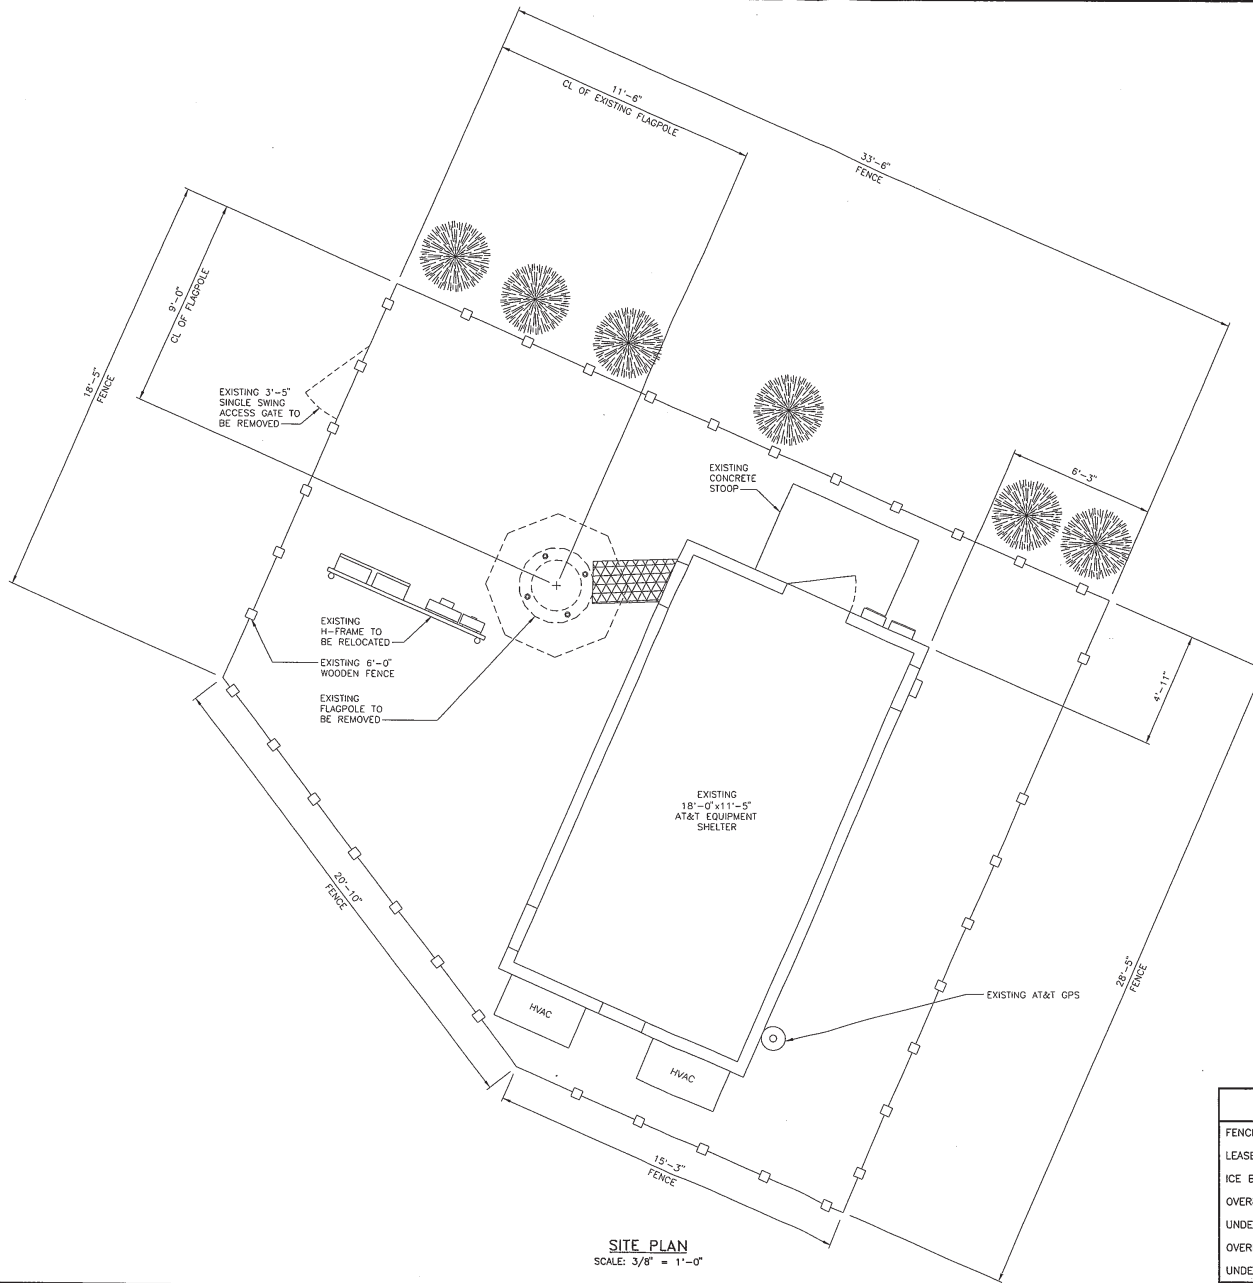 11'-6"
CL OF EXISTING FLAGPOLE
33'-6"
FENCE
9'-0"
CL OF FLAGPOLE
18'-5"
FENCE
EXISTING 3'-5"
SINGLE SWING
ACCESS GATE TO
BE REMOVED
EXISTING
CONCRETE
STOOP
6'-3"
EXISTING
H-FRAME TO
BE RELOCATED
EXISTING 6'-0"
WOODEN FENCE
EXISTING
FLAGPOLE TO
BE REMOVED
4'-11"
EXISTING
18'-0"x11'-5"
AT&T EQUIPMENT
SHELTER
20'-10"
FENCE
28'-5"
FENCE
EXISTING AT&T GPS
HVAC
HVAC
15'-3"
FENCE
SITE PLAN
SCALE: 3/8" = 1'-0"
FENC
LEASE
ICE
OVER
UNDE
OVER
UNDE